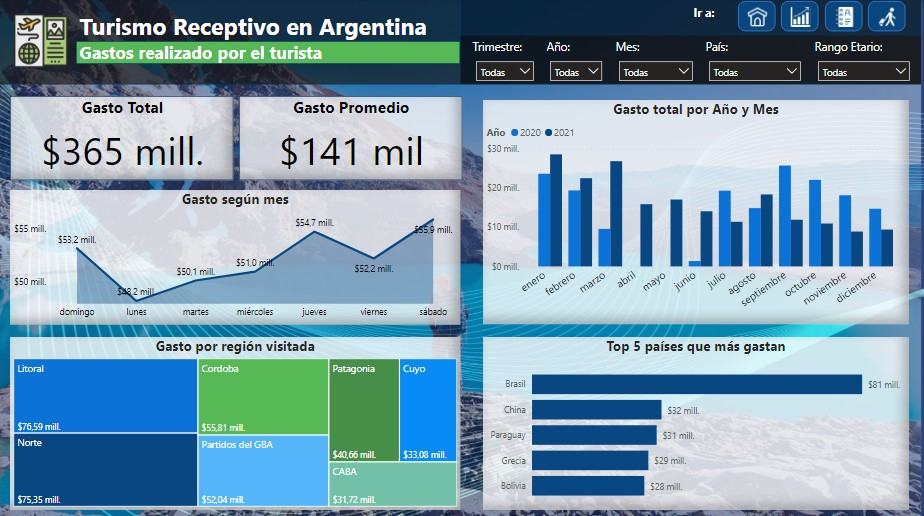 Turismo Receptivo en Argentina
Gastos realizado por el turista
Ir a:
Trimestre: Año: Mes: País: Rango Etario:
Todas Todas Todas Todas Todas
Gasto Total
$365 mill.
Gasto Promedio
$141 mil
Gasto según mes
$55 mill.
$50 mill.
$53,2 mill.
$48,2 mill.
$50,1 mill.
$51,0 mill.
$54,7 mill.
$52,2 mill.
$55,9 mill.
domingo lunes martes miércoles jueves viernes sábado
Gasto total por Año y Mes
Año 2020 2021
$30 mill.
$20 mill.
$10 mill.
$0 mill.
enero febrero marzo abril mayo junio julio agosto septiembre octubre noviembre diciembre
Gasto por región visitada
Litoral
$76,59 mill.
Norte
$75,35 mill.
Cordoba
$55,81 mill.
Partidos del GBA
$52,04 mill.
Patagonia
$40,66 mill.
Cuyo
$33,08 mill.
CABA
$31,72 mill.
Top 5 países que más gastan
Brasil $81 mill.
China $32 mill.
Paraguay $31 mill.
Grecia $29 mill.
Bolivia $28 mill.